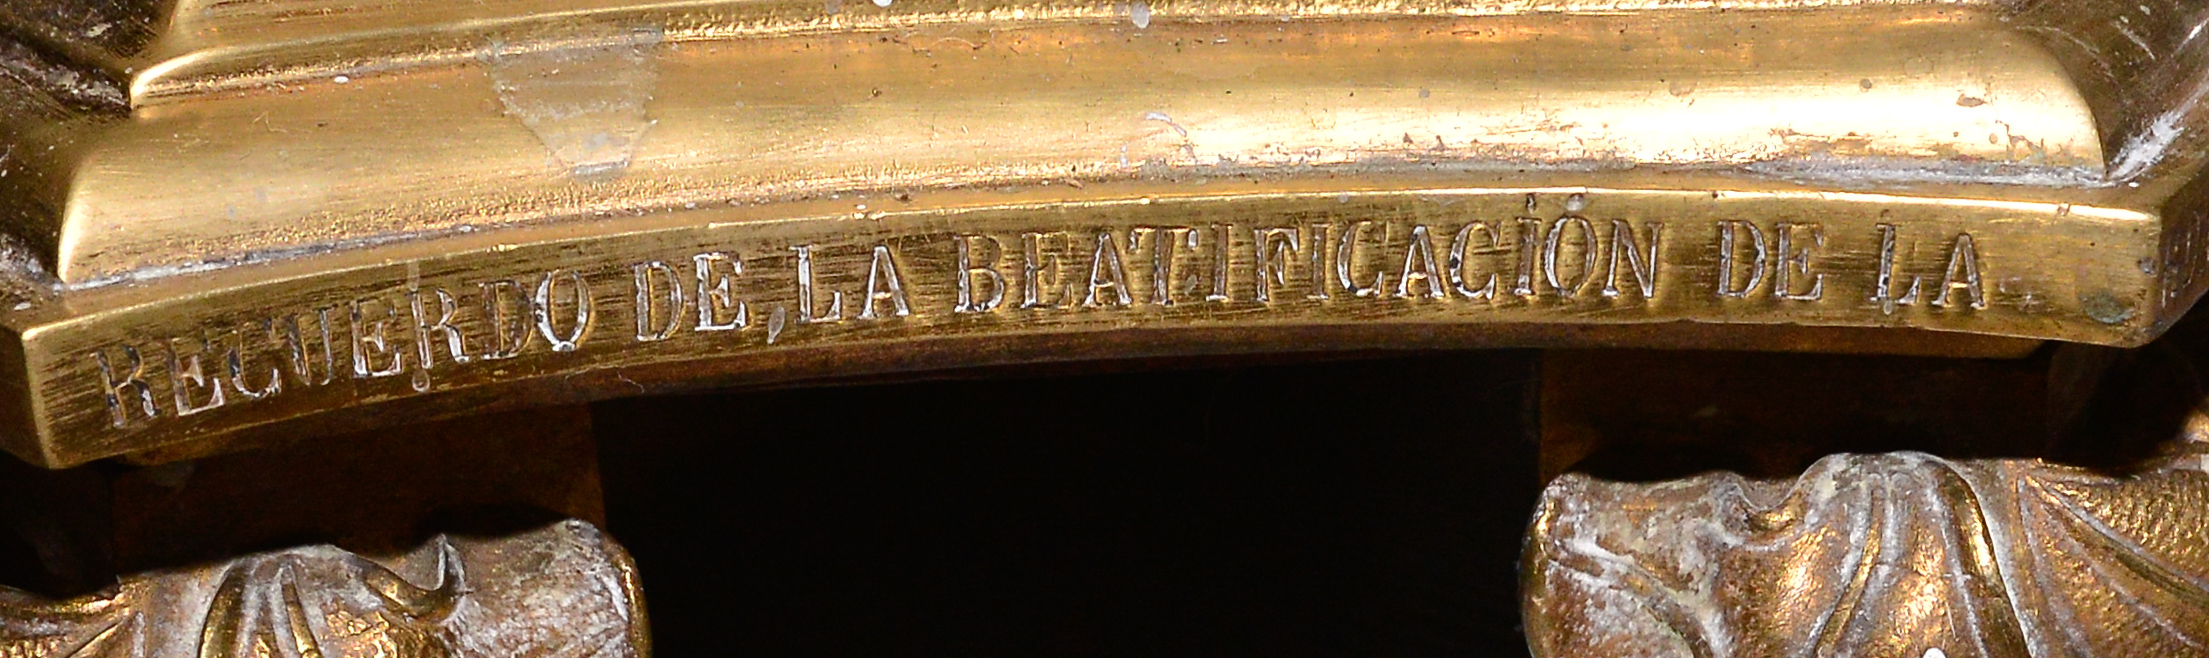 RECUERDO DE LA BEATIFICACIÓN DE LA